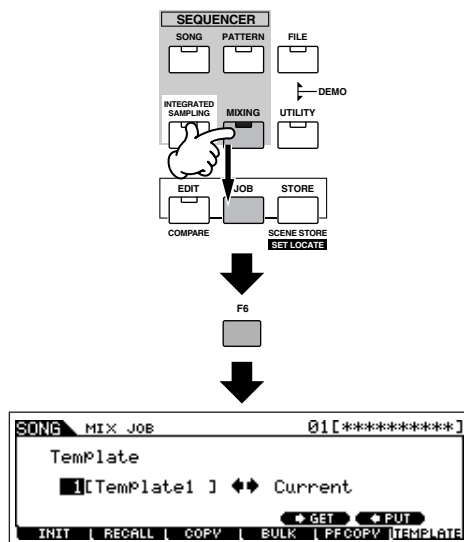 SEQUENCER
SONG PATTERN FILE
DEMO
INTEGRATED SAMPLING MIXING UTILITY
EDIT JOB STORE
COMPARE SCENE STORE
SET LOCATE
F6
SONG MIX JOB 01[**********]
Template
1[Template1 ] Current
GET PUT
INIT RECALL COPY BULK PFCOPY TEMPLATE